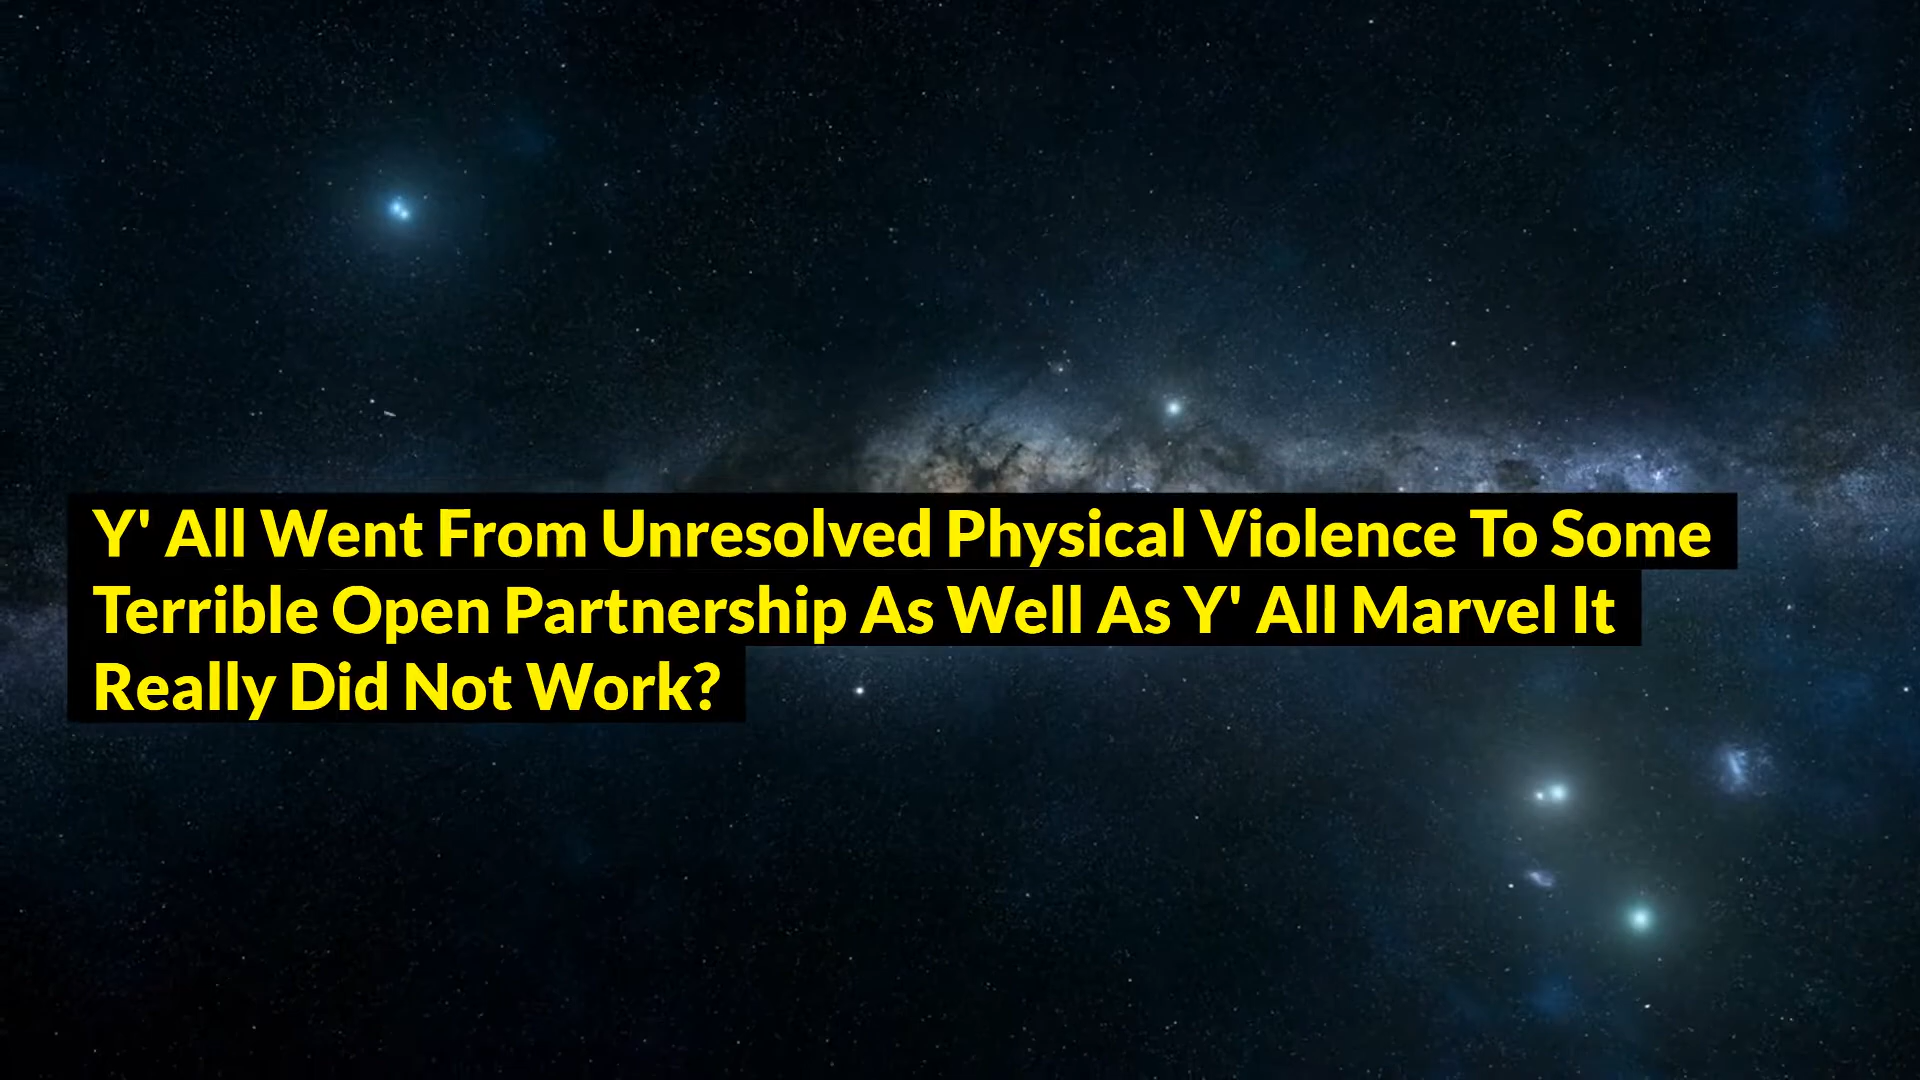 Y' All Went From Unresolved Physical Violence To Some
Terrible Open Partnership As Well As Y' All Marvel It
Really Did Not Work?